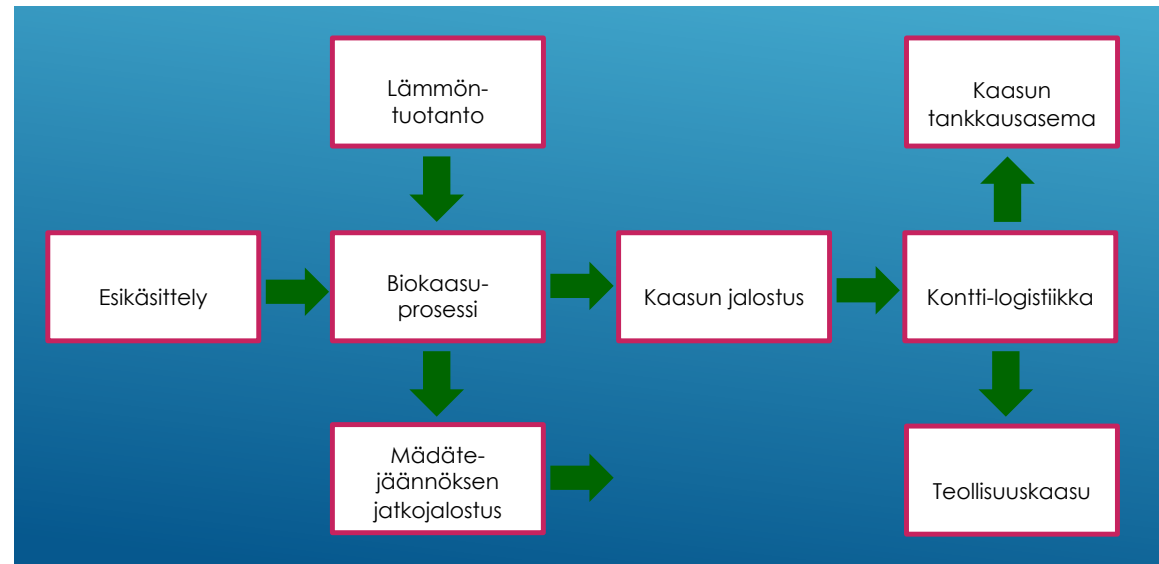 Lämmön-
tuotanto
Kaasun
tankkausasema
Esikäsittely
Biokaasu-
prosessi
Kaasun jalostus
Kontti-logistiikka
Mädäte-
jäännöksen
jatkojalostus
Teollisuuskaasu